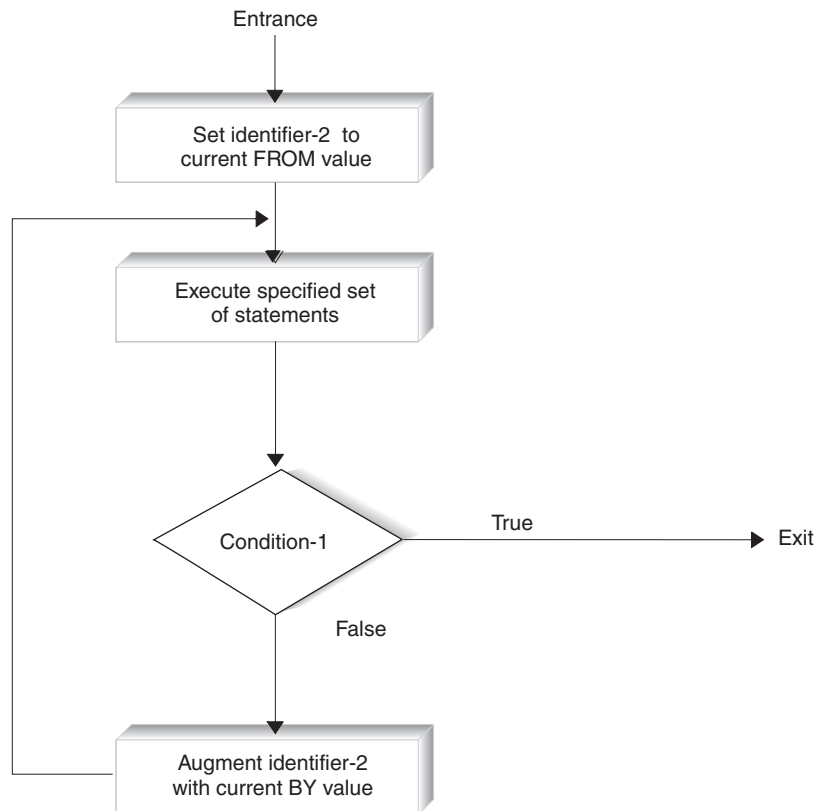 Entrance
Set identifier-2 to
current FROM value
Execute specified set
of statements
Condition-1
True
Exit
False
Augment identifier-2
with current BY value